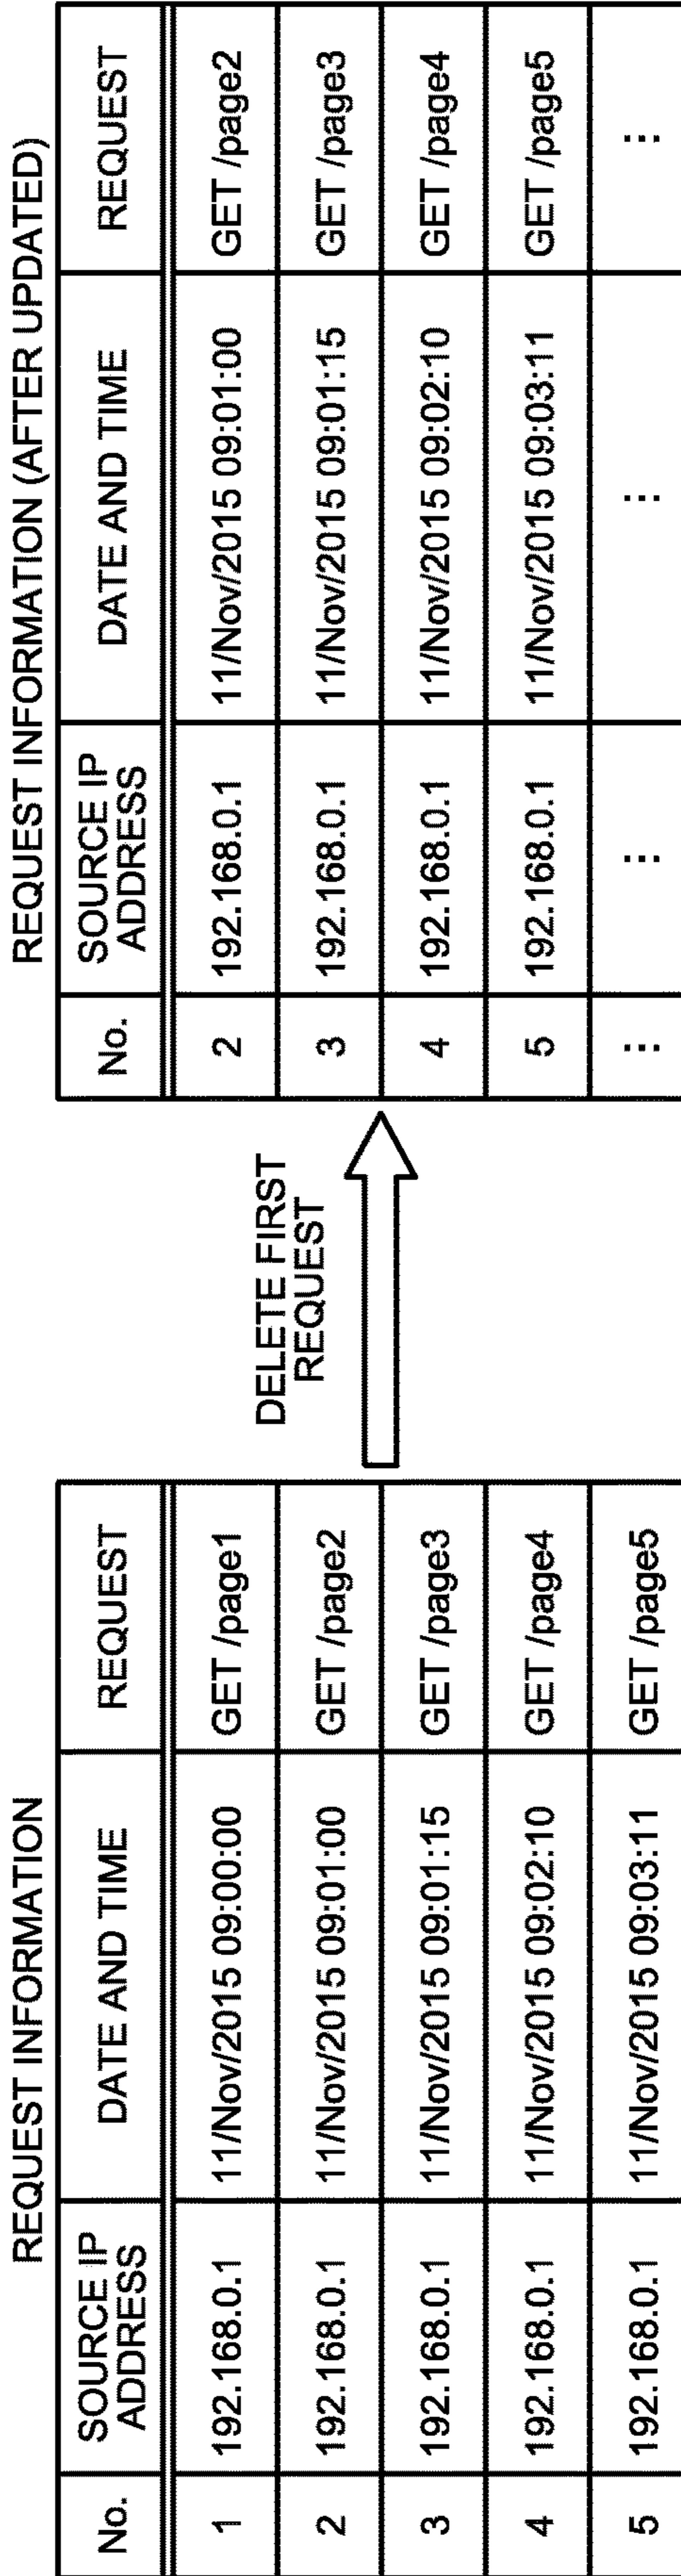 REQUEST INFORMATION
No. SOURCE IP ADDRESS DATE AND TIME REQUEST
1 192.168.0.1 11/Nov/2015 09:00:00 GET /page1
2 192.168.0.1 11/Nov/2015 09:01:00 GET /page2
3 192.168.0.1 11/Nov/2015 09:01:15 GET /page3
4 192.168.0.1 11/Nov/2015 09:02:10 GET /page4
5 192.168.0.1 11/Nov/2015 09:03:11 GET /page5
DELETE FIRST
REQUEST
REQUEST INFORMATION (AFTER UPDATED)
No. SOURCE IP ADDRESS DATE AND TIME REQUEST
2 192.168.0.1 11/Nov/2015 09:01:00 GET /page2
3 192.168.0.1 11/Nov/2015 09:01:15 GET /page3
4 192.168.0.1 11/Nov/2015 09:02:10 GET /page4
5 192.168.0.1 11/Nov/2015 09:03:11 GET /page5
... ... ... ...